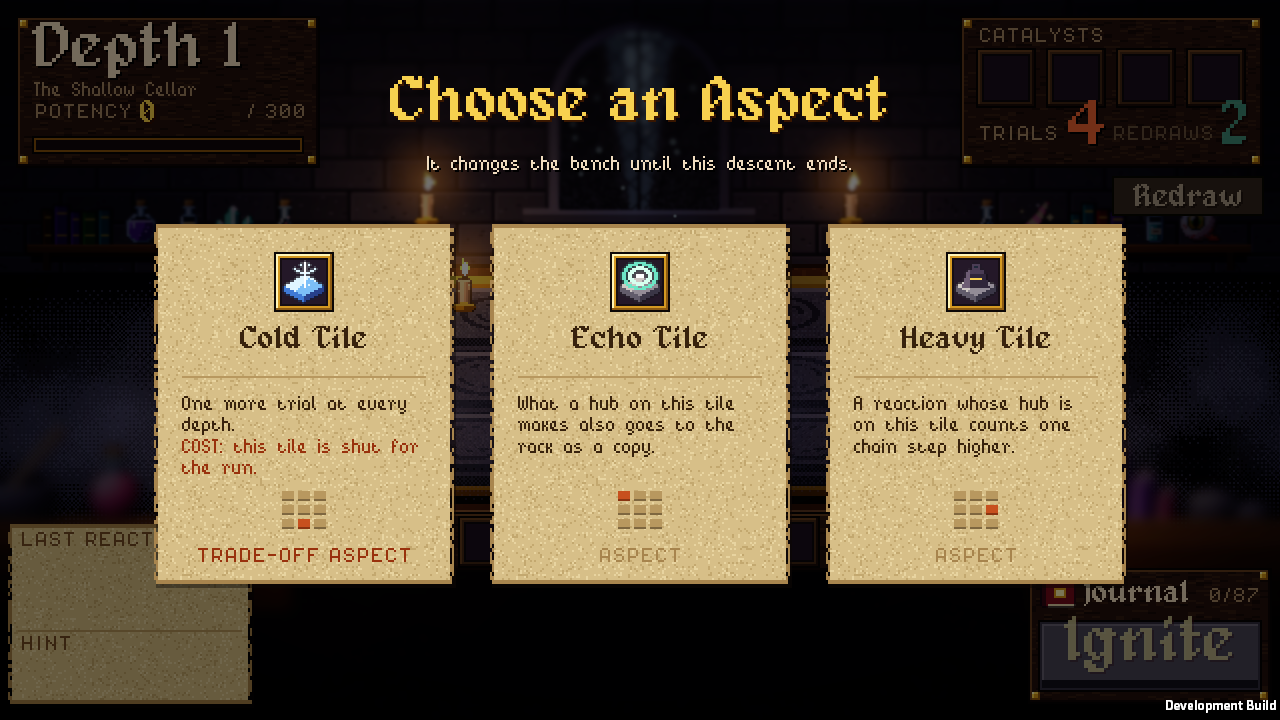 Depth 1
The Shallow Cellar
POTENCY 0 / 300
Choose an Aspect
It changes the bench until this descent ends.
CATALYSTS
TRIALS 4 REDRAWS 2
Redraw
Cold Tile
One more trial at every
depth.
COST: this tile is shut for
the run.
TRADE-OFF ASPECT
Echo Tile
What a hub on this tile
makes also goes to the
rack as a copy.
ASPECT
Heavy Tile
A reaction whose hub is
on this tile counts one
chain step higher.
ASPECT
LAST REACT
HINT
Journal 0/87
Ignite
Development Build